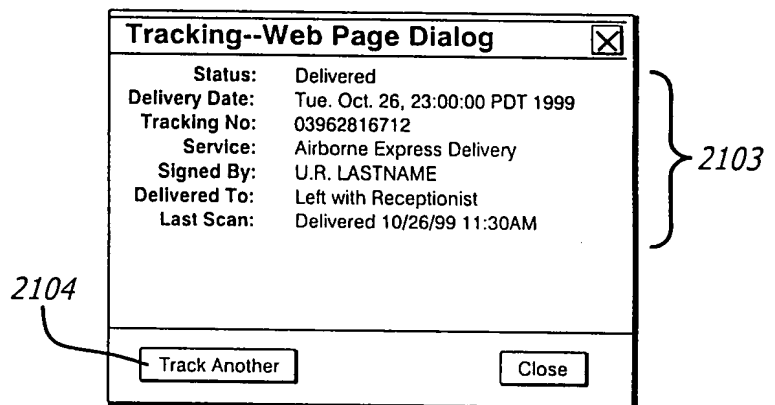 Tracking--Web Page Dialog
Status: Delivered
Delivery Date: Tue. Oct. 26, 23:00:00 PDT 1999
Tracking No: 03962816712
Service: Airborne Express Delivery
Signed By: U.R. LASTNAME
Delivered To: Left with Receptionist
Last Scan: Delivered 10/26/99 11:30AM
2103
2104
Track Another Close